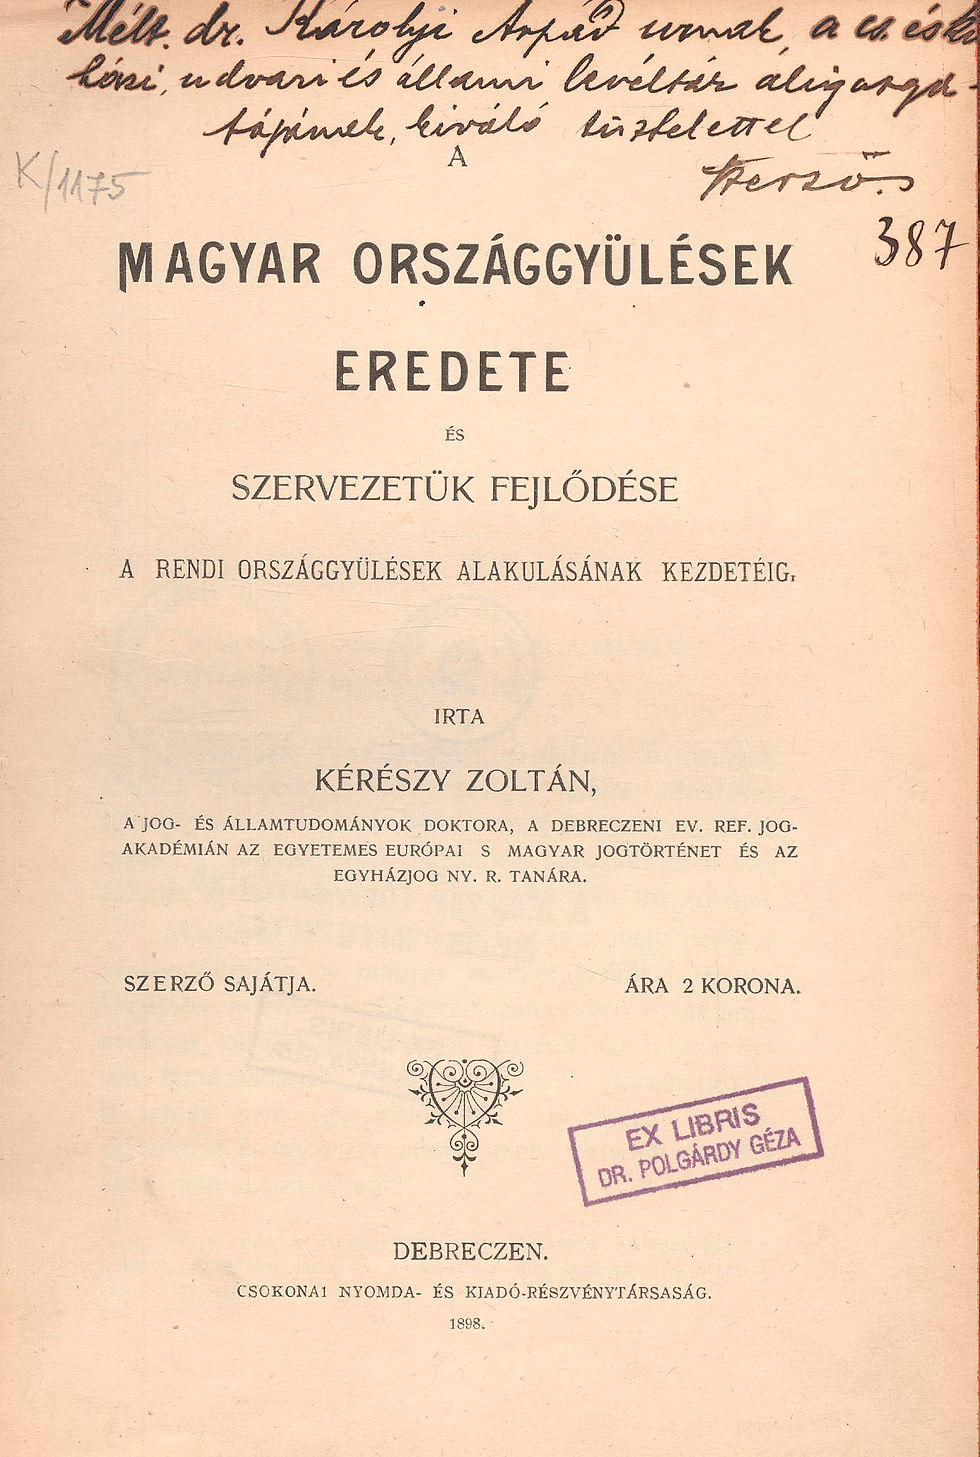 Mélt. dr. Károlyi Árpád urnak, a cs. és ki-
házi, udvari és állami levéltár aligazga-
tójának, kiváló tisztelettel
Szerző.
K/1175
387
A
MAGYAR ORSZÁGGYÜLÉSEK
EREDETE
ÉS
SZERVEZETÜK FEJLŐDÉSE
A RENDI ORSZÁGGYÜLÉSEK ALAKULÁSÁNAK KEZDETÉIG.
IRTA
KÉRÉSZY ZOLTÁN,
A JOG- ÉS ÁLLAMTUDOMÁNYOK DOKTORA, A DEBRECZENI EV. REF. JOG-
AKADÉMIÁN AZ EGYETEMES EURÓPAI S MAGYAR JOGTÖRTÉNET ÉS AZ
EGYHÁZJOG NY. R. TANÁRA.
SZERZŐ SAJÁTJA.
ÁRA 2 KORONA.
EX LIBRIS
DR. POLGÁRDY GÉZA
DEBRECZEN.
CSOKONAI NYOMDA- ÉS KIADÓ-RÉSZVÉNYTÁRSASÁG.
1898.